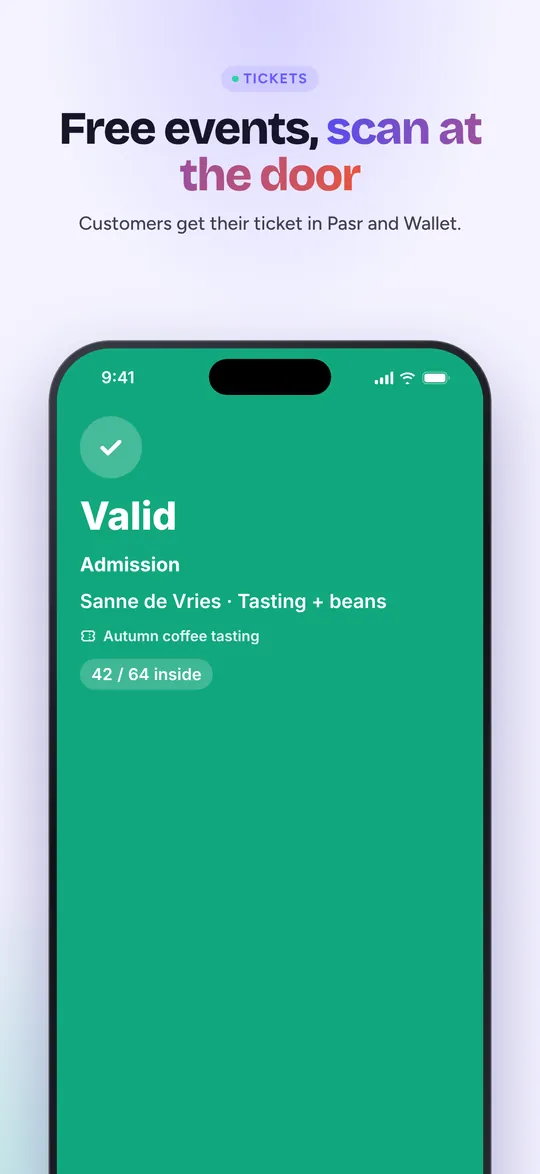 TICKETS
Free events, scan at
the door
Customers get their ticket in Pasr and Wallet.
9:41
Valid
Admission
Sanne de Vries · Tasting + beans
Autumn coffee tasting
42 / 64 inside